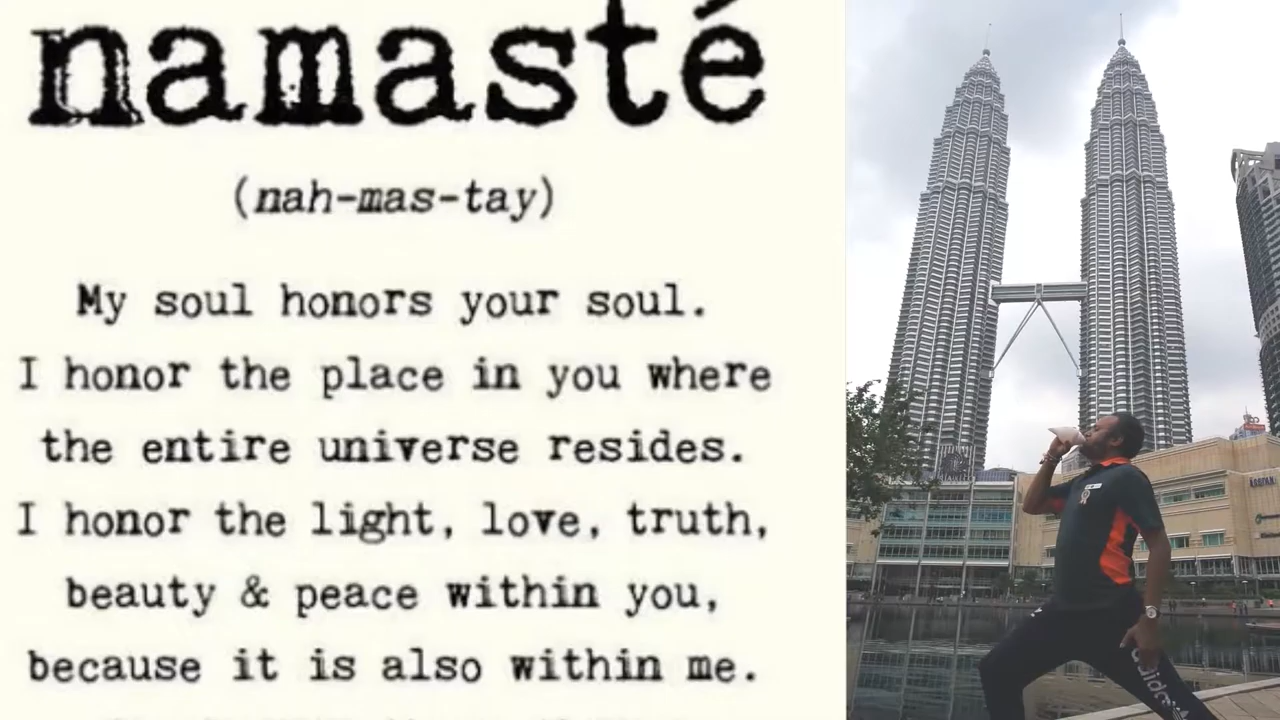 namasté
(nah-mas-tay)
My soul honors your soul.
I honor the place in you where
the entire universe resides.
I honor the light, love, truth,
beauty & peace within you,
because it is also within me.
adidas